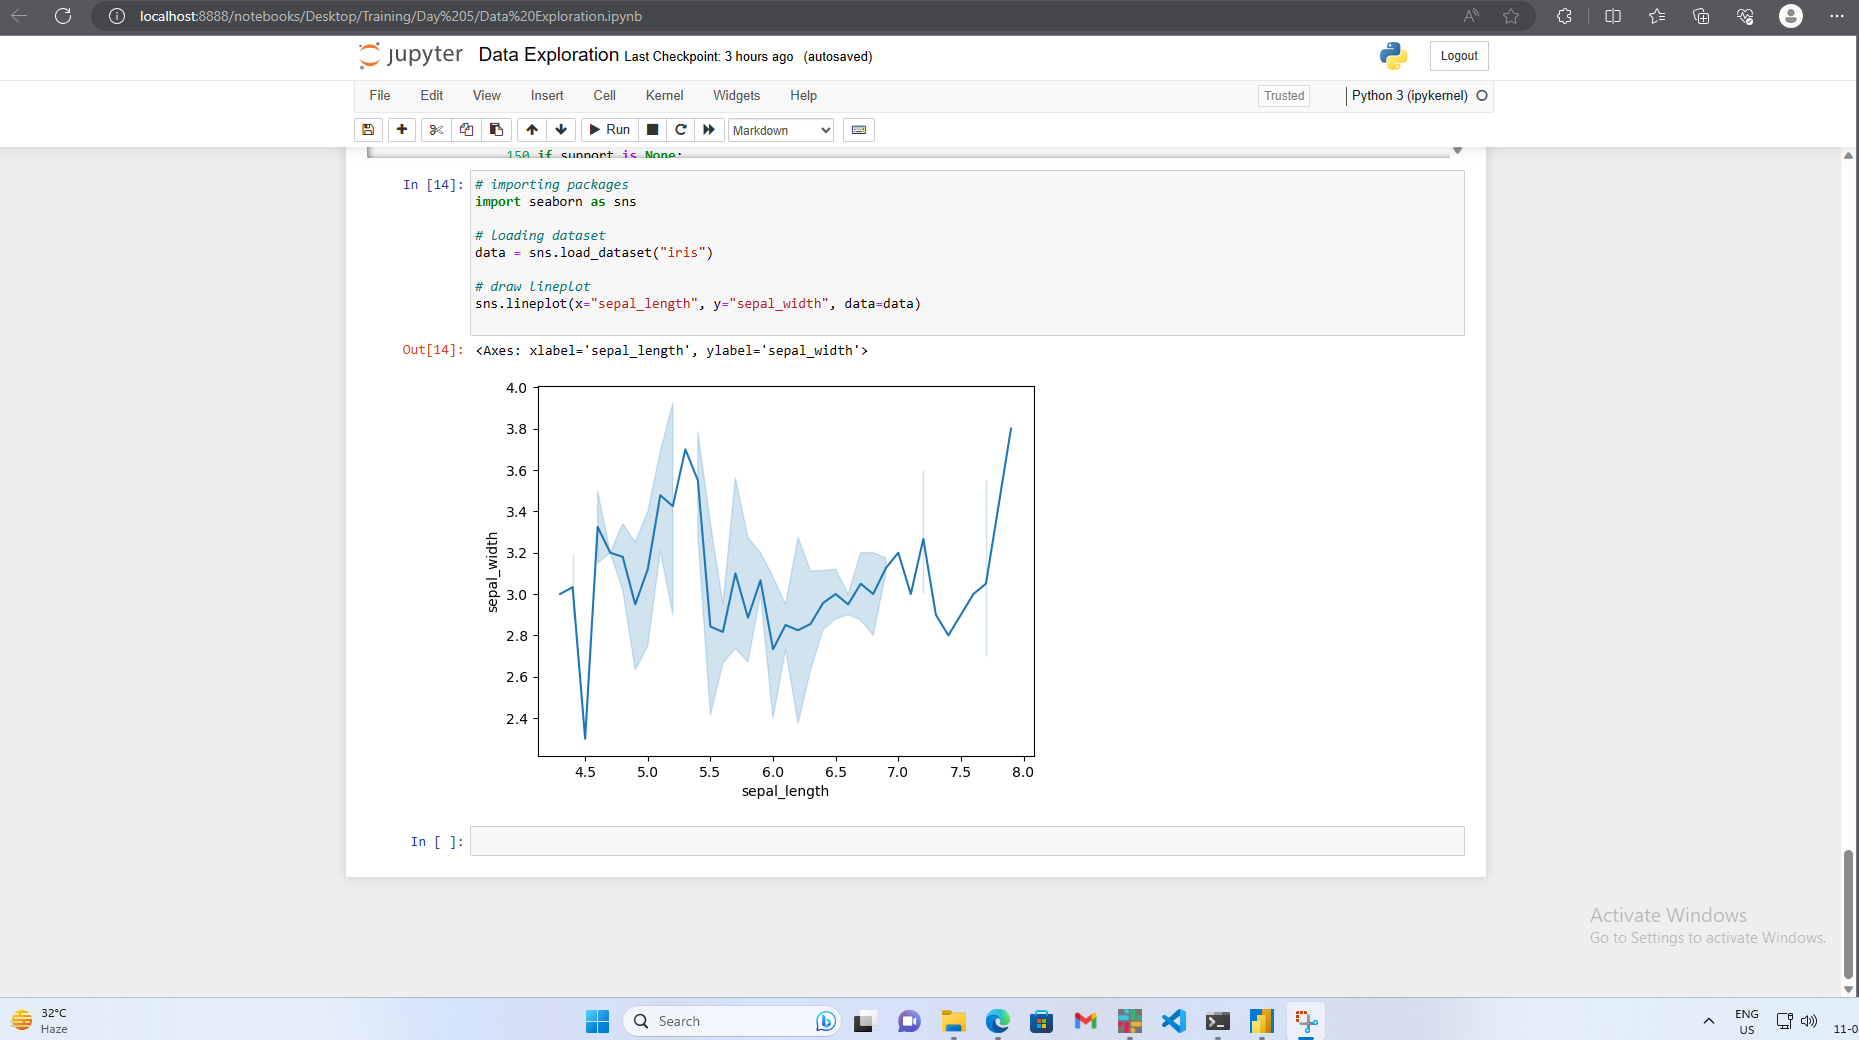 localhost:8888/notebooks/Desktop/Training/Day%205/Data%20Exploration.ipynb
jupyter Data Exploration Last Checkpoint: 3 hours ago (autosaved) Logout
File Edit View Insert Cell Kernel Widgets Help Trusted Python 3 (ipykernel)
Run Markdown
150 if support is None:
In [14]: # importing packages
import seaborn as sns
# loading dataset
data = sns.load_dataset("iris")
# draw lineplot
sns.lineplot(x="sepal_length", y="sepal_width", data=data)
Out[14]: <Axes: xlabel='sepal_length', ylabel='sepal_width'>
4.0
3.8
3.6
3.4
3.2
3.0
2.8
2.6
2.4
sepal_width
4.5 5.0 5.5 6.0 6.5 7.0 7.5 8.0
sepal_length
In [ ]:
Activate Windows
Go to Settings to activate Windows.
32°C
Haze
Search
ENG
US
11-0